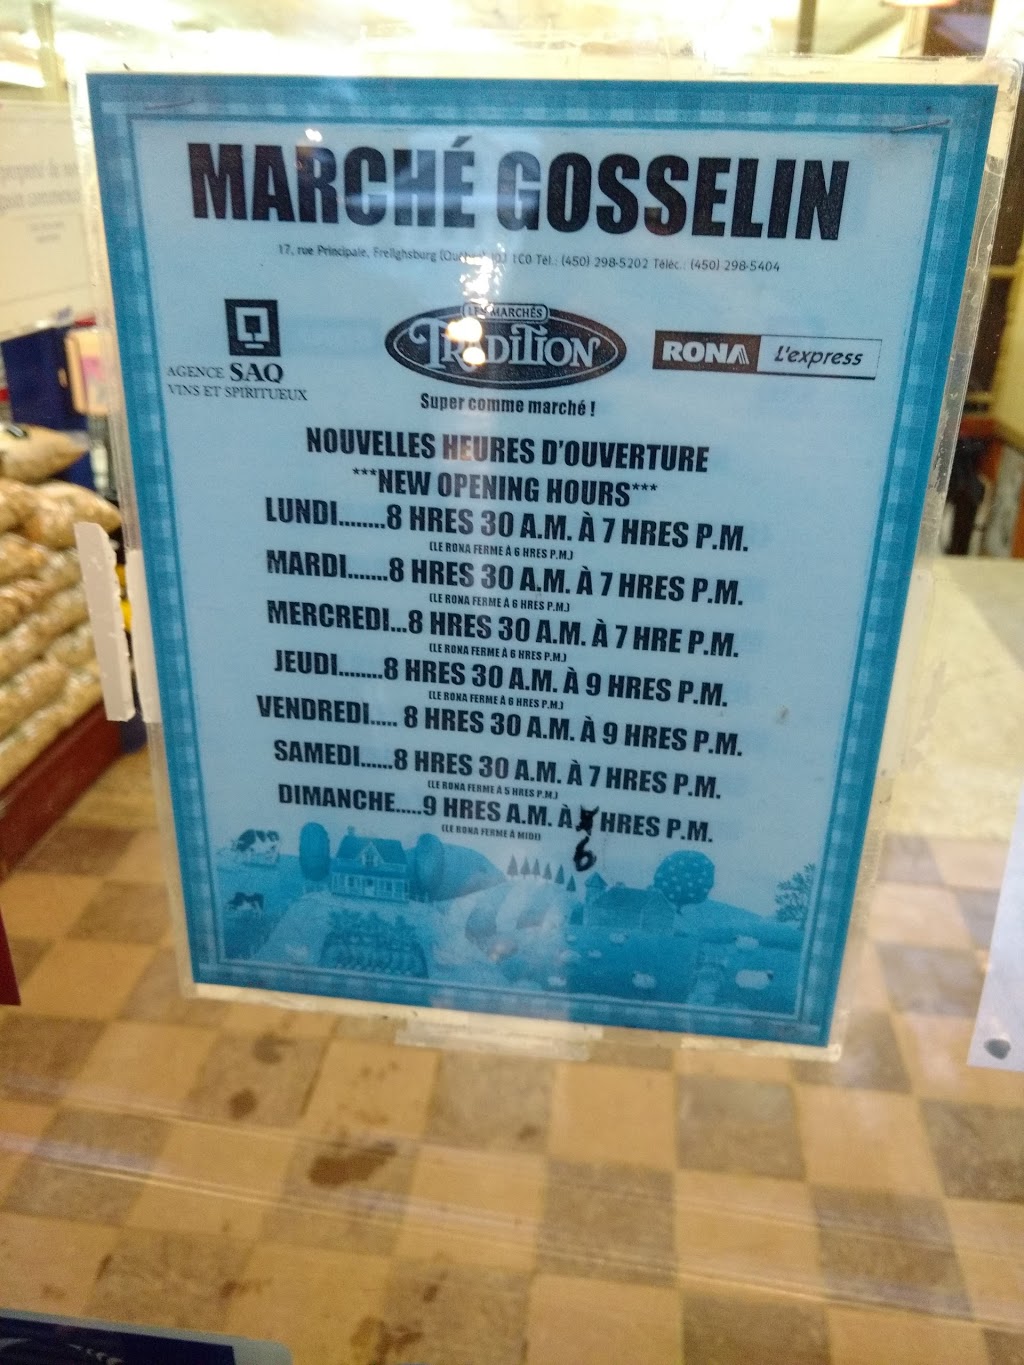 MARCHÉ GOSSELIN
17, rue Principale, Frelighsburg 1C0 Tél.: (450) 298-5202 Téléc.: (450) 298-5404
AGENCE SAQ
VINS ET SPIRITUEUX
LES MARCHÉS
TRADITION
RONA L'express
Super comme marché !
NOUVELLES HEURES D'OUVERTURE
***NEW OPENING HOURS***
LUNDI........8 HRES 30 A.M. À 7 HRES P.M.
(LE RONA FERME À 6 HRES P.M.)
MARDI.......8 HRES 30 A.M. À 7 HRES P.M.
(LE RONA FERME À 6 HRES P.M.)
MERCREDI...8 HRES 30 A.M. À 7 HRE P.M.
(LE RONA FERME À 6 HRES P.M.)
JEUDI........8 HRES 30 A.M. À 9 HRES P.M.
(LE RONA FERME À 6 HRES P.M.)
VENDREDI..... 8 HRES 30 A.M. À 9 HRES P.M.
SAMEDI......8 HRES 30 A.M. À 7 HRES P.M.
(LE RONA FERME À 5 HRES P.M.)
DIMANCHE.....9 HRES A.M. À HRES P.M.
(LE RONA FERME À MIDI)
6